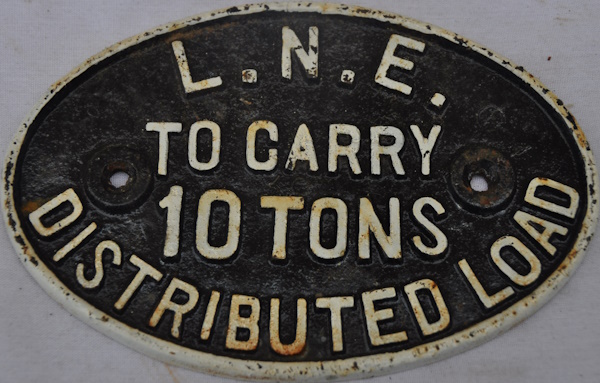 L.N.E.
TO CARRY
10 TONS
DISTRIBUTED LOAD